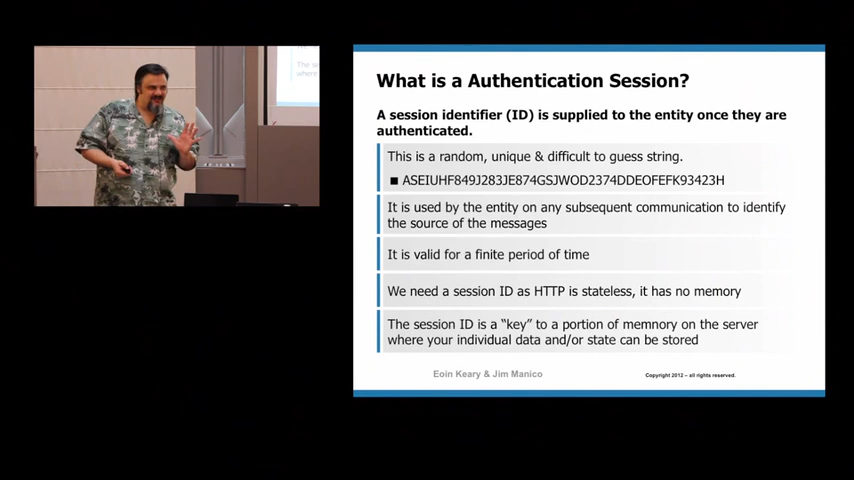 The se
where
What is a Authentication Session?
A session identifier (ID) is supplied to the entity once they are
authenticated.
This is a random, unique & difficult to guess string.
■ ASEIUHF849J283JE874GSJWOD2374DDEOFEFK93423H
It is used by the entity on any subsequent communication to identify
the source of the messages
It is valid for a finite period of time
We need a session ID as HTTP is stateless, it has no memory
The session ID is a “key” to a portion of memnory on the server
where your individual data and/or state can be stored
Eoin Keary & Jim Manico
Copyright 2012 – all rights reserved.